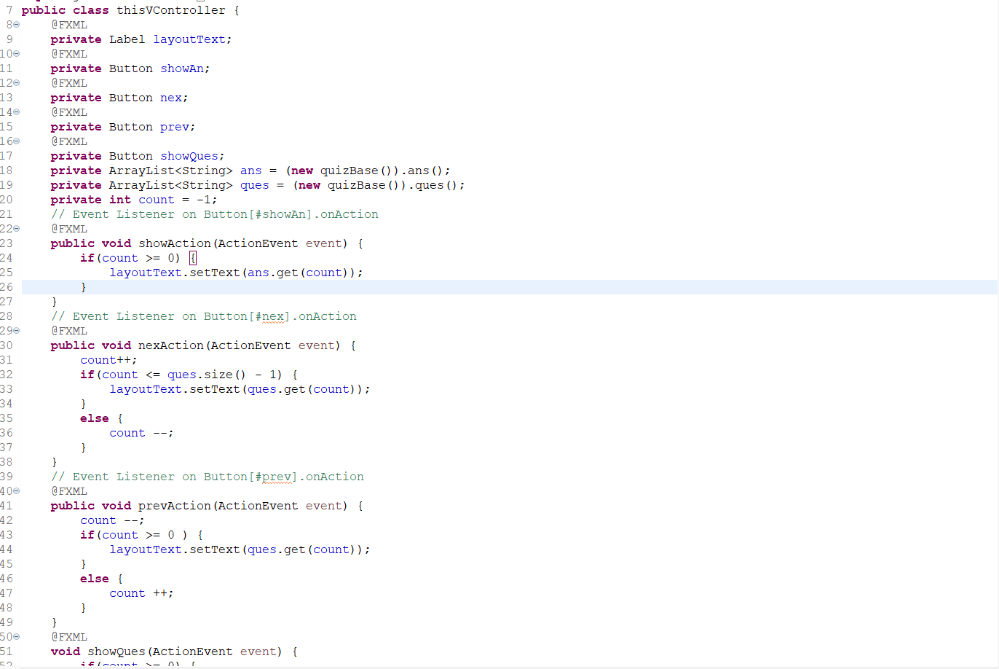 7 public class thisVController {
8 @FXML
9 private Label layoutText;
10 @FXML
11 private Button showAn;
12 @FXML
13 private Button nex;
14 @FXML
15 private Button prev;
16 @FXML
17 private Button showQues;
18 private ArrayList<String> ans = (new quizBase()).ans();
19 private ArrayList<String> ques = (new quizBase()).ques();
20 private int count = -1;
21 // Event Listener on Button[#showAn].onAction
22 @FXML
23 public void showAction(ActionEvent event) {
24 if(count >= 0) {
25 layoutText.setText(ans.get(count));
26 }
27 }
28 // Event Listener on Button[#nex].onAction
29 @FXML
30 public void nexAction(ActionEvent event) {
31 count++;
32 if(count <= ques.size() - 1) {
33 layoutText.setText(ques.get(count));
34 }
35 else {
36 count --;
37 }
38 }
39 // Event Listener on Button[#prev].onAction
40 @FXML
41 public void prevAction(ActionEvent event) {
42 count --;
43 if(count >= 0 ) {
44 layoutText.setText(ques.get(count));
45 }
46 else {
47 count ++;
48 }
49 }
50 @FXML
51 void showQues(ActionEvent event) {
52 if(count >= 0) {